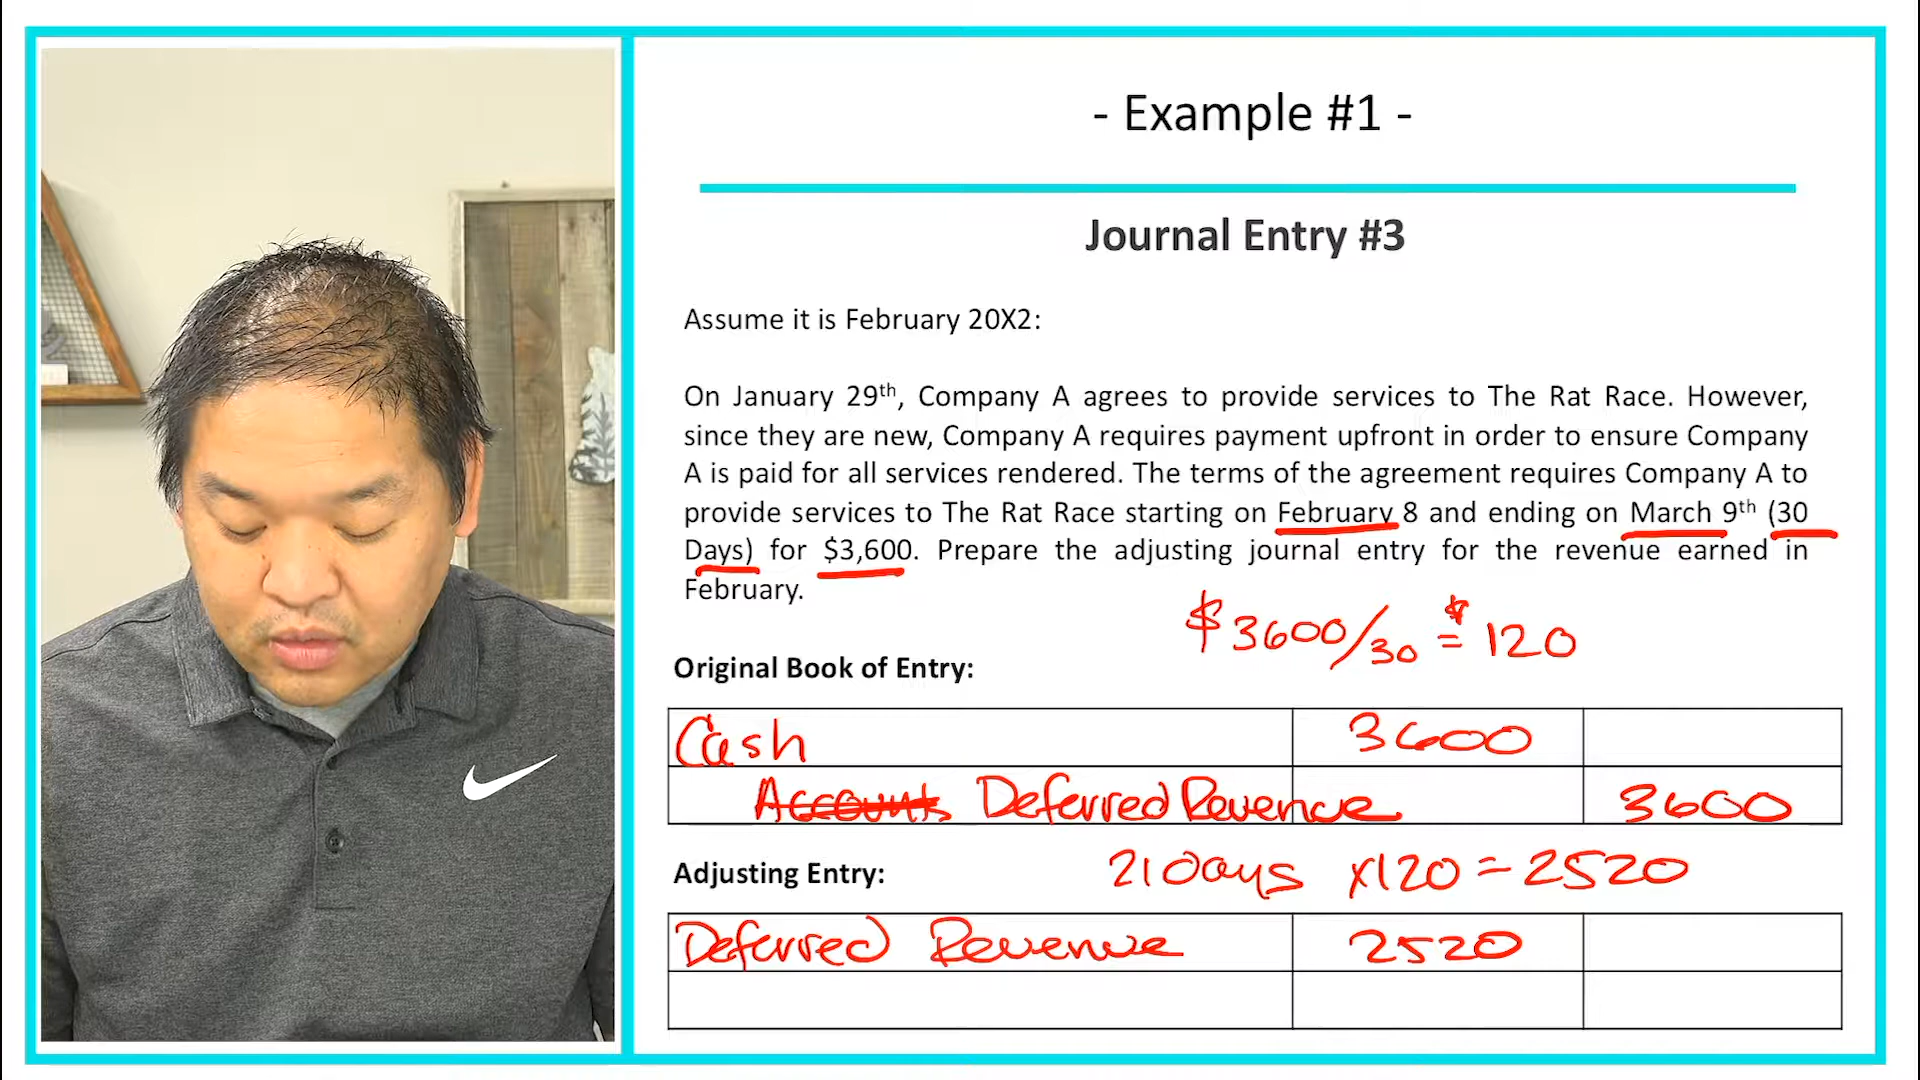 - Example #1 -
Journal Entry #3
Assume it is February 20X2:
On January 29th, Company A agrees to provide services to The Rat Race. However,
since they are new, Company A requires payment upfront in order to ensure Company
A is paid for all services rendered. The terms of the agreement requires Company A to
provide services to The Rat Race starting on February 8 and ending on March 9th (30
Days) for $3,600. Prepare the adjusting journal entry for the revenue earned in
February.
$3600/30 = $120
Original Book of Entry:
Cash 3600
Accounts Deferred Revenue 3600
Adjusting Entry: 21 Days x120 = 2520
Deferred Revenue 2520